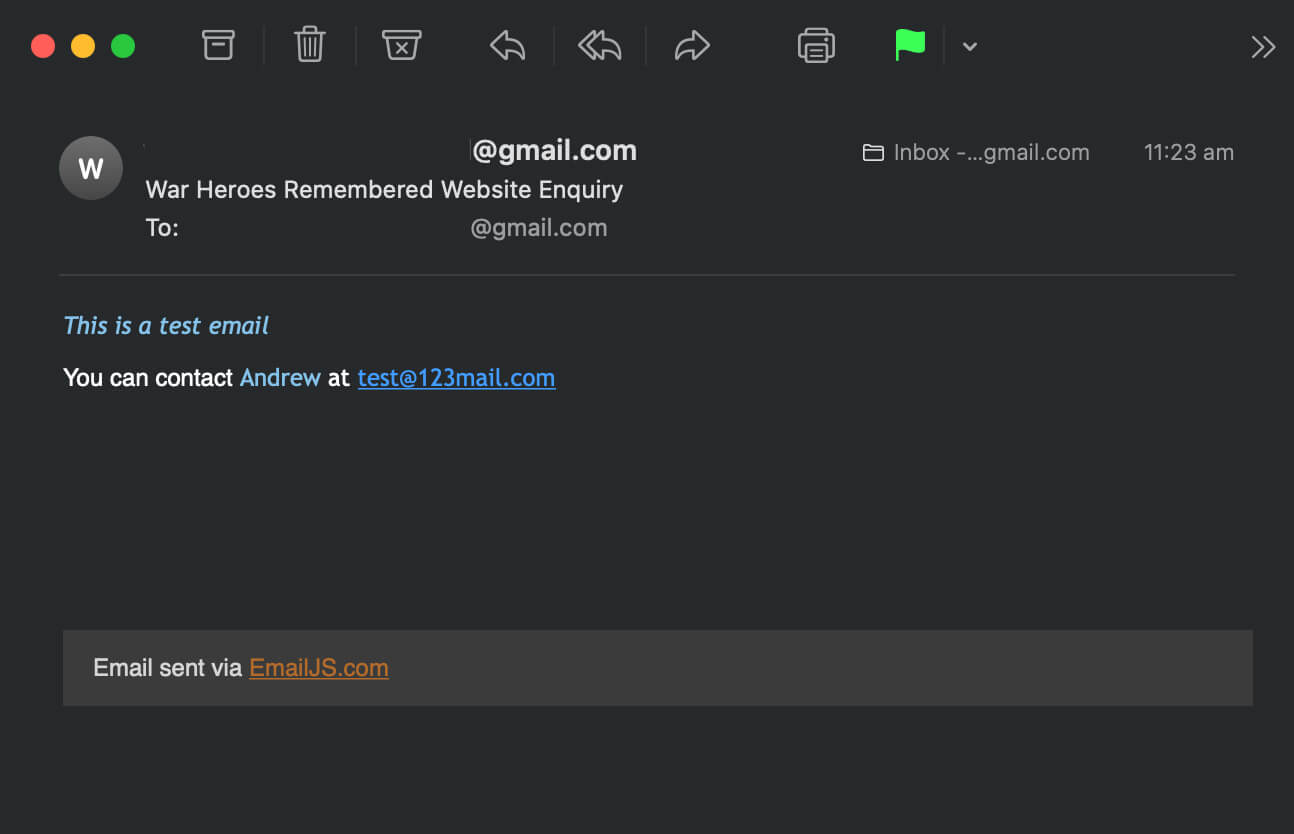 W
@gmail.com
Inbox -...gmail.com
11:23 am
War Heroes Remembered Website Enquiry
To: @gmail.com
This is a test email
You can contact Andrew at test@123mail.com
Email sent via EmailJS.com